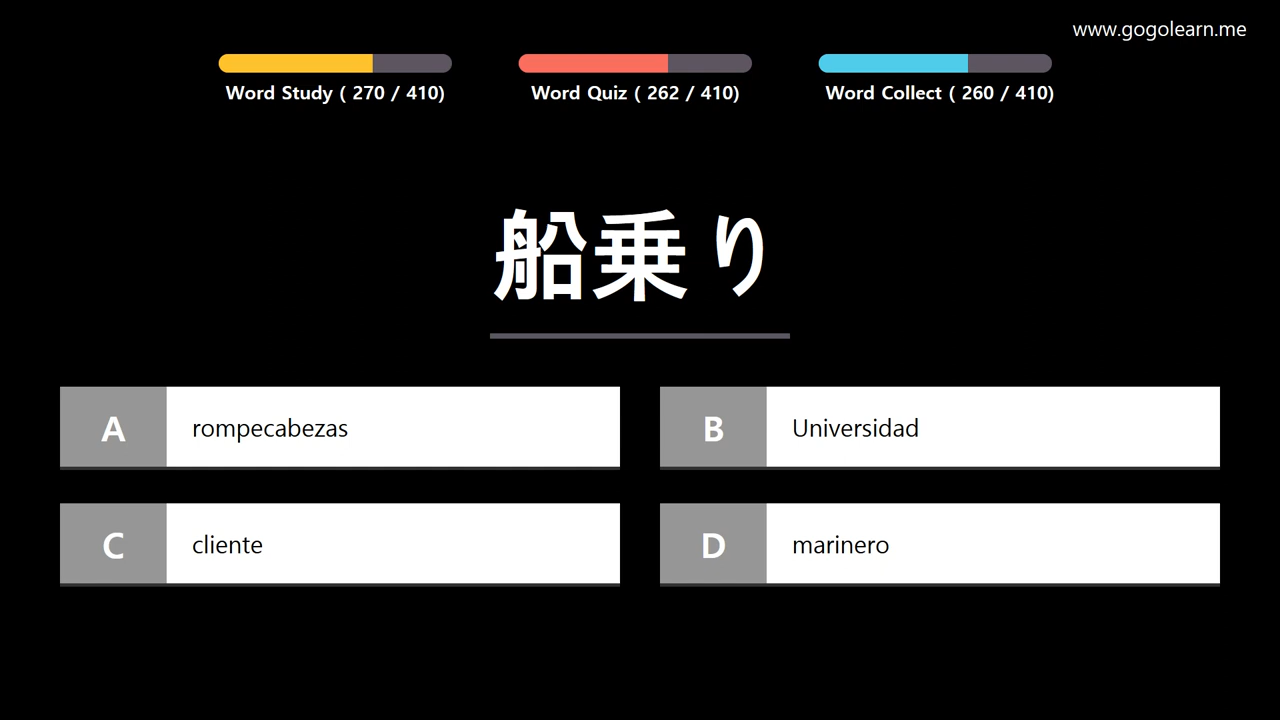 www.gogolearn.me
Word Study ( 270 / 410)
Word Quiz ( 262 / 410)
Word Collect ( 260 / 410)
船乗り
A rompecabezas
B Universidad
C cliente
D marinero